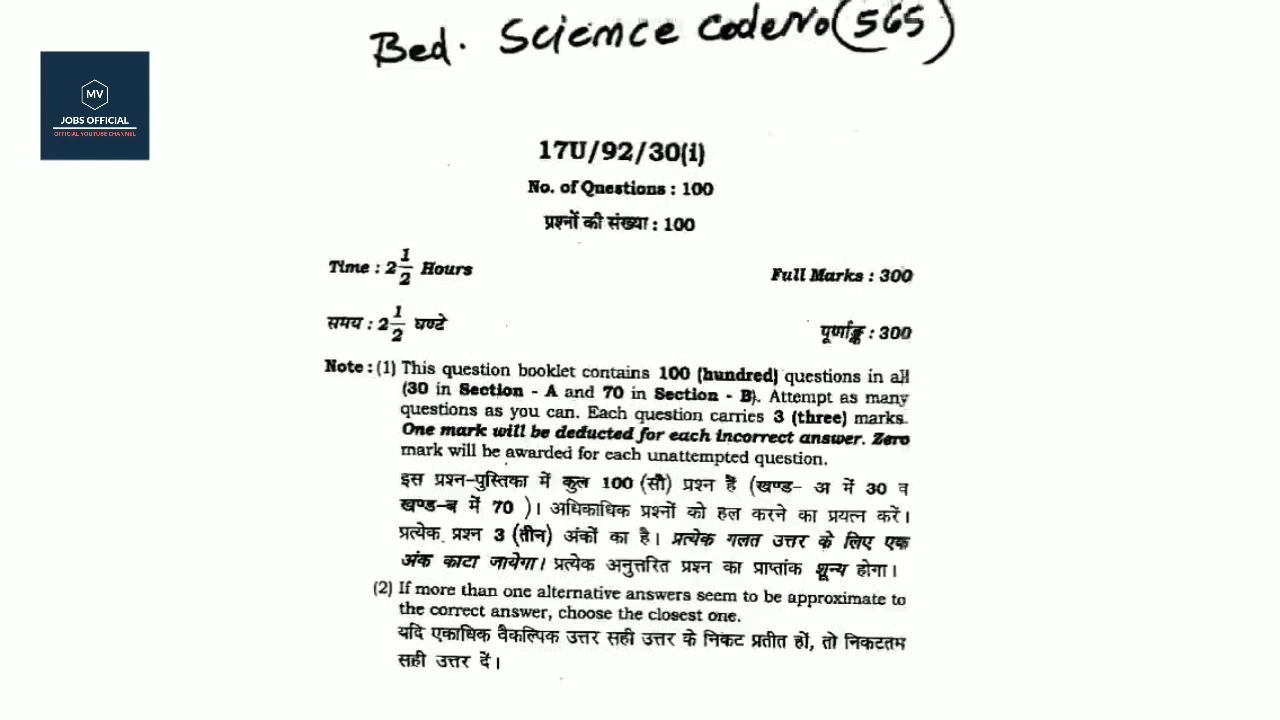 Bed. Science Code No (565)
MV
JOBS OFFICIAL
OFFICIAL YOUTUBE CHANNEL
17U/92/30(i)
No. of Questions : 100
प्रश्नों की संख्या : 100
Time : 2 1/2 Hours
Full Marks : 300
समय : 2 1/2 घण्टे
पूर्णाङ्क : 300
Note : (1) This question booklet contains 100 (hundred) questions in all
(30 in Section - A and 70 in Section - B). Attempt as many
questions as you can. Each question carries 3 (three) marks.
One mark will be deducted for each incorrect answer. Zero
mark will be awarded for each unattempted question.
इस प्रश्न-पुस्तिका में कुल 100 (सौ) प्रश्न हैं (खण्ड- अ में 30 व
खण्ड-ब में 70 )। अधिकाधिक प्रश्नों को हल करने का प्रयत्न करें।
प्रत्येक प्रश्न 3 (तीन) अंकों का है। प्रत्येक गलत उत्तर के लिए एक
अंक काटा जायेगा। प्रत्येक अनुत्तरित प्रश्न का प्राप्तांक शून्य होगा।
(2) If more than one alternative answers seem to be approximate to
the correct answer, choose the closest one.
यदि एकाधिक वैकल्पिक उत्तर सही उत्तर के निकट प्रतीत हों, तो निकटतम
सही उत्तर दें।